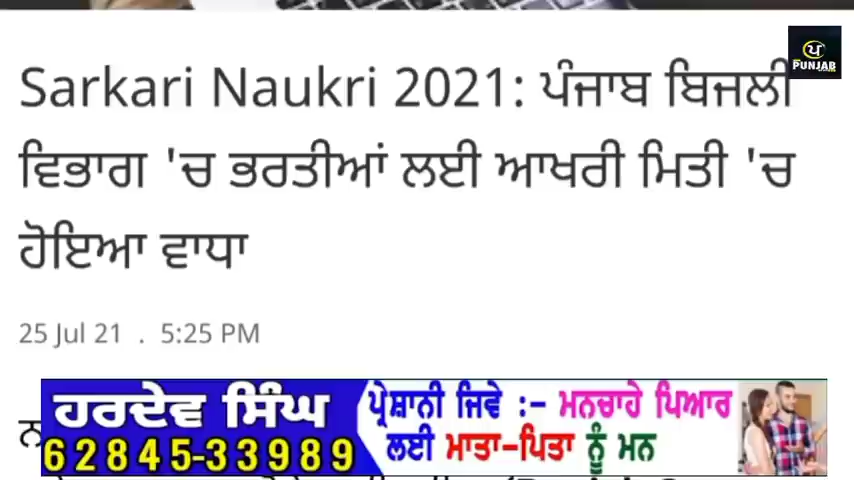 ਪ
PUNJAB
Sarkari Naukri 2021: ਪੰਜਾਬ ਬਿਜਲੀ
ਵਿਭਾਗ 'ਚ ਭਰਤੀਆਂ ਲਈ ਆਖਰੀ ਮਿਤੀ 'ਚ
ਹੋਇਆ ਵਾਧਾ
25 Jul 21 . 5:25 PM
ਹਰਦੇਵ ਸਿੰਘ
62845-33989
ਪ੍ਰੇਸ਼ਾਨੀ ਜਿਵੇ :- ਮਨਚਾਹੇ ਪਿਆਰ
ਲਈ ਮਾਤਾ-ਪਿਤਾ ਨੂੰ ਮਨ